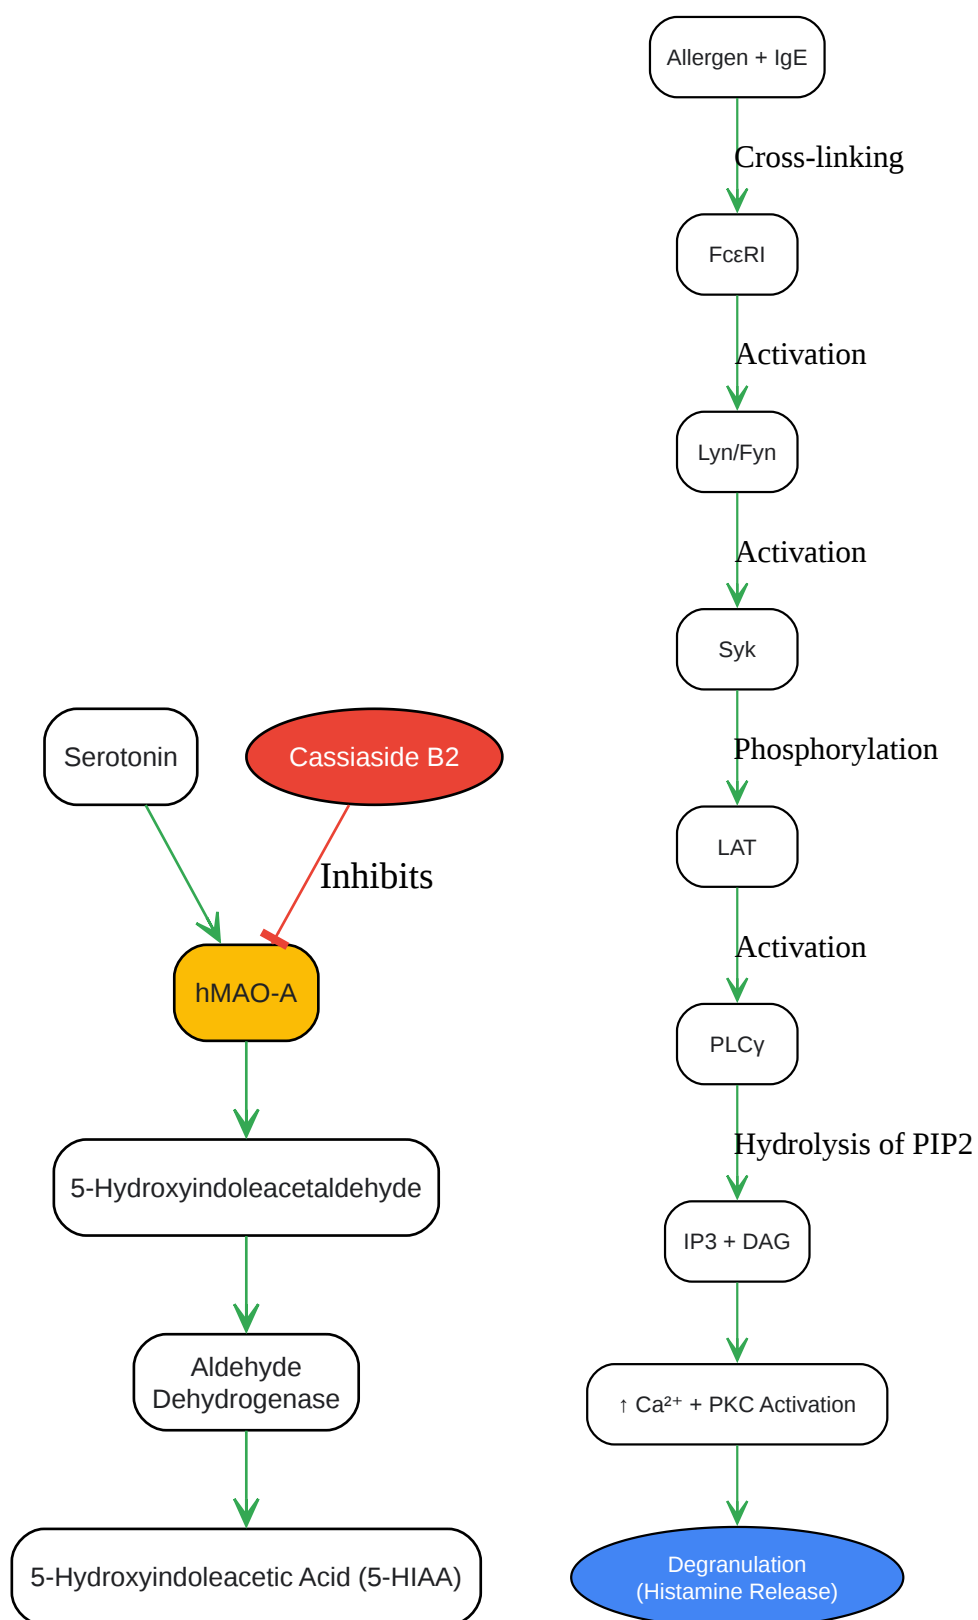 Allergen + IgE
Cross-linking
FcεRI
Activation
Lyn/Fyn
Activation
Syk
Phosphorylation
LAT
Activation
PLCγ
Hydrolysis of PIP2
IP3 + DAG
↑ Ca²⁺ + PKC Activation
Degranulation
(Histamine Release)
Serotonin
Cassiaside B2
Inhibits
hMAO-A
5-Hydroxyindoleacetaldehyde
Aldehyde
Dehydrogenase
5-Hydroxyindoleacetic Acid (5-HIAA)